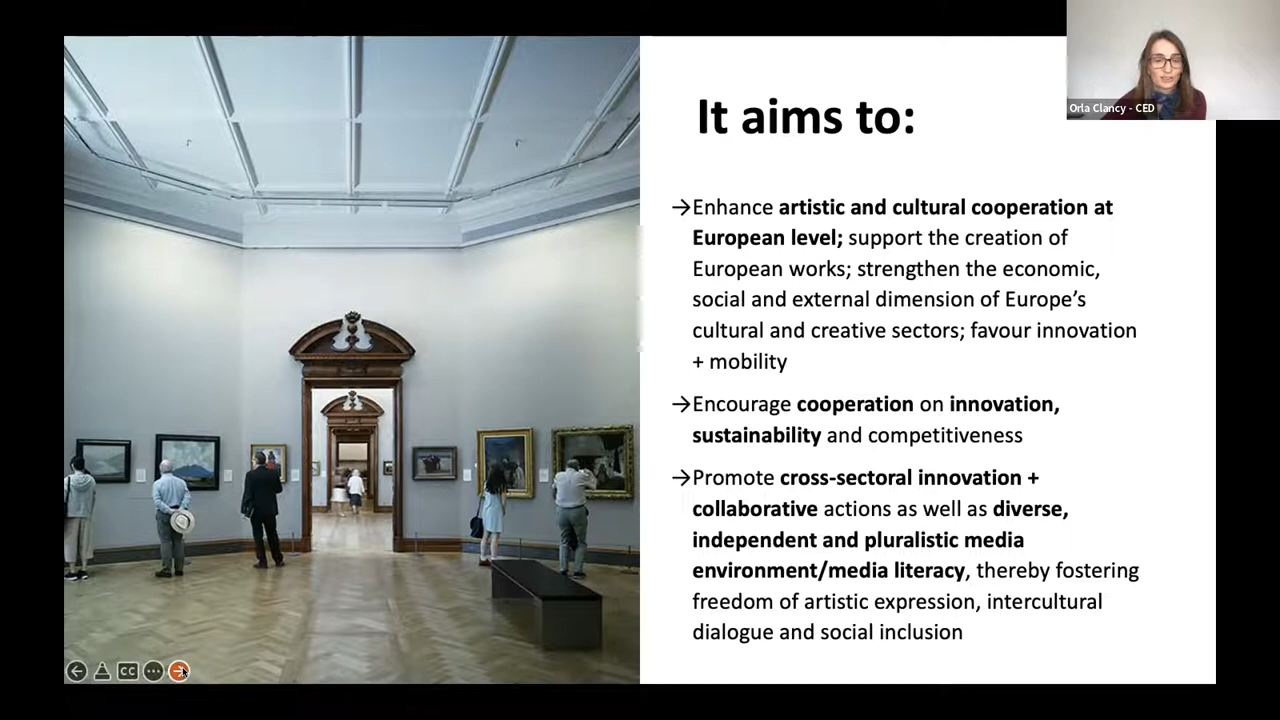 Orla Clancy - CED
It aims to:
→Enhance artistic and cultural cooperation at
European level; support the creation of
European works; strengthen the economic,
social and external dimension of Europe’s
cultural and creative sectors; favour innovation
+ mobility
→Encourage cooperation on innovation,
sustainability and competitiveness
→Promote cross-sectoral innovation +
collaborative actions as well as diverse,
independent and pluralistic media
environment/media literacy, thereby fostering
freedom of artistic expression, intercultural
dialogue and social inclusion
CC